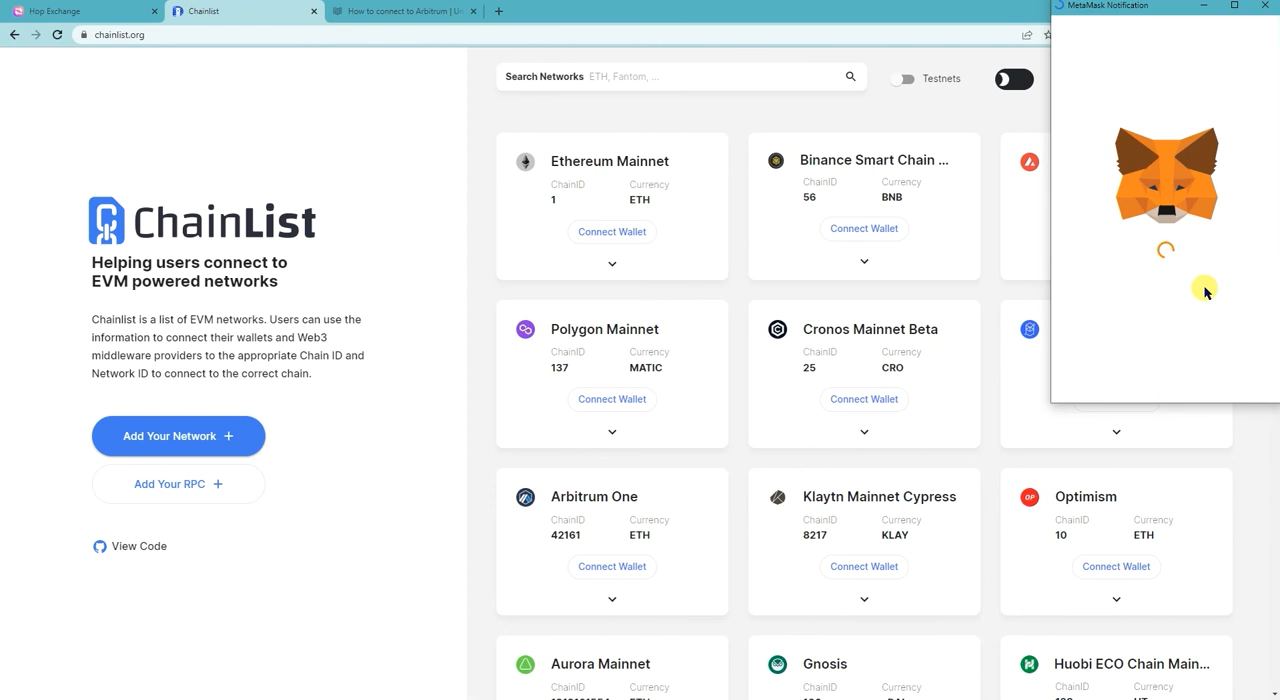 Hop Exchange
Chainlist
How to connect to Arbitrum | Un
MetaMask Notification
chainlist.org
Search Networks ETH, Fantom, ...
Testnets
ChainList
Helping users connect to
EVM powered networks
Chainlist is a list of EVM networks. Users can use the
information to connect their wallets and Web3
middleware providers to the appropriate Chain ID and
Network ID to connect to the correct chain.
Add Your Network
Add Your RPC
View Code
Ethereum Mainnet
ChainID Currency
1 ETH
Connect Wallet
Binance Smart Chain ...
ChainID Currency
56 BNB
Connect Wallet
Polygon Mainnet
ChainID Currency
137 MATIC
Connect Wallet
Cronos Mainnet Beta
ChainID Currency
25 CRO
Connect Wallet
Arbitrum One
ChainID Currency
42161 ETH
Connect Wallet
Klaytn Mainnet Cypress
ChainID Currency
8217 KLAY
Connect Wallet
OP
Optimism
ChainID Currency
10 ETH
Connect Wallet
Aurora Mainnet
ChainID Currency
Gnosis
ChainID Currency
Huobi ECO Chain Main...
ChainID Currency